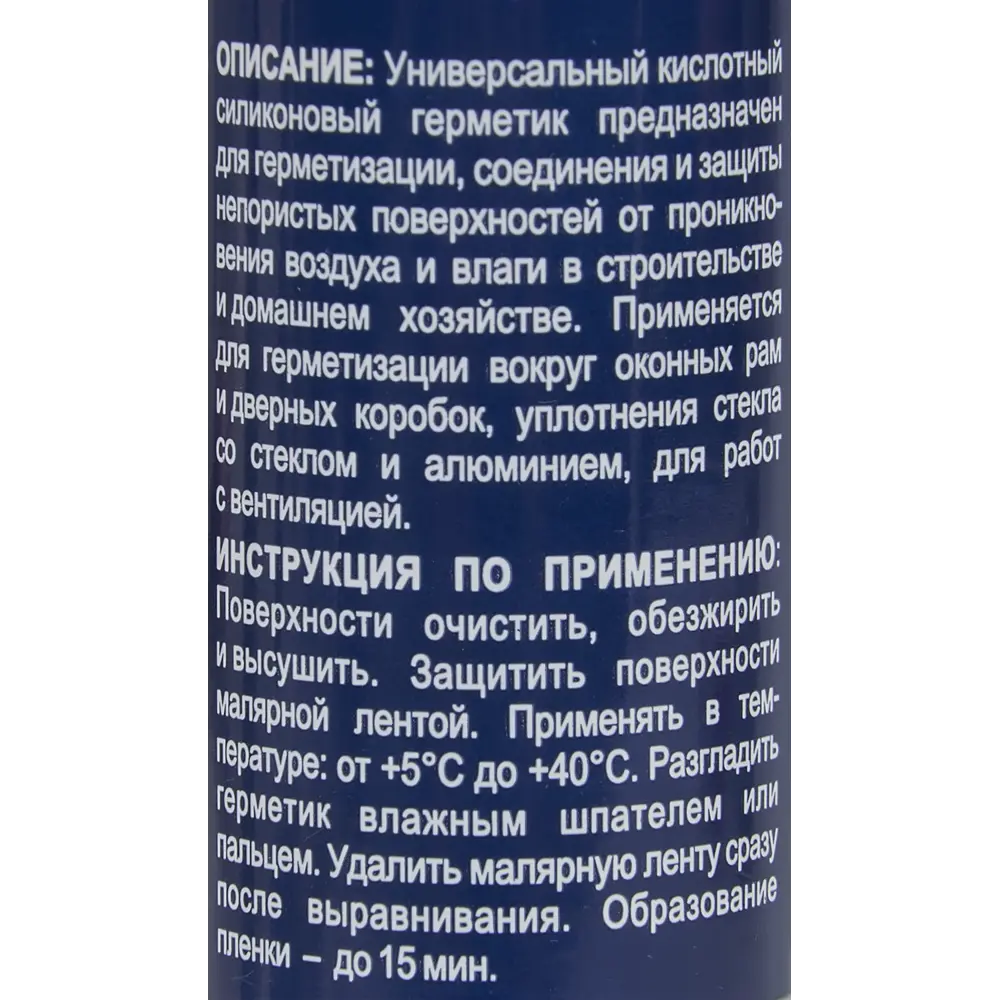 ОПИСАНИЕ: Универсальный кислотный
силиконовый герметик предназначен
для герметизации, соединения и защиты
непористых поверхностей от проникно-
вения воздуха и влаги в строительстве
и домашнем хозяйстве. Применяется
для герметизации вокруг оконных рам
и дверных коробок, уплотнения стекла
со стеклом и алюминием, для работ
с вентиляцией.
ИНСТРУКЦИЯ ПО ПРИМЕНЕНИЮ:
Поверхности очистить, обезжирить
и высушить. Защитить поверхности
малярной лентой. Применять в тем-
пературе: от +5°С до +40°С. Разгладить
герметик влажным шпателем или
пальцем. Удалить малярную ленту сразу
после выравнивания. Образование
пленки – до 15 мин.